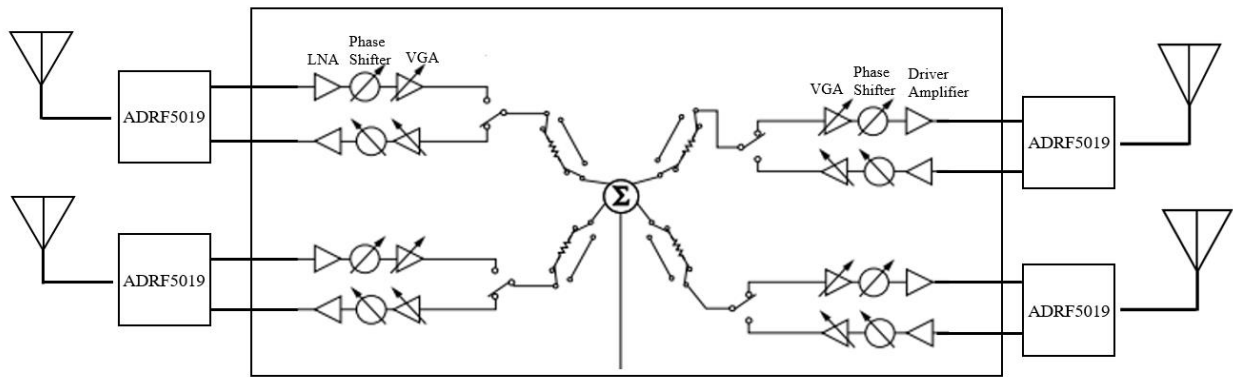 Phase
LNA Shifter VGA
ADRF5019
Phase Driver
VGA Shifter Amplifier
ADRF5019
Σ
ADRF5019
ADRF5019